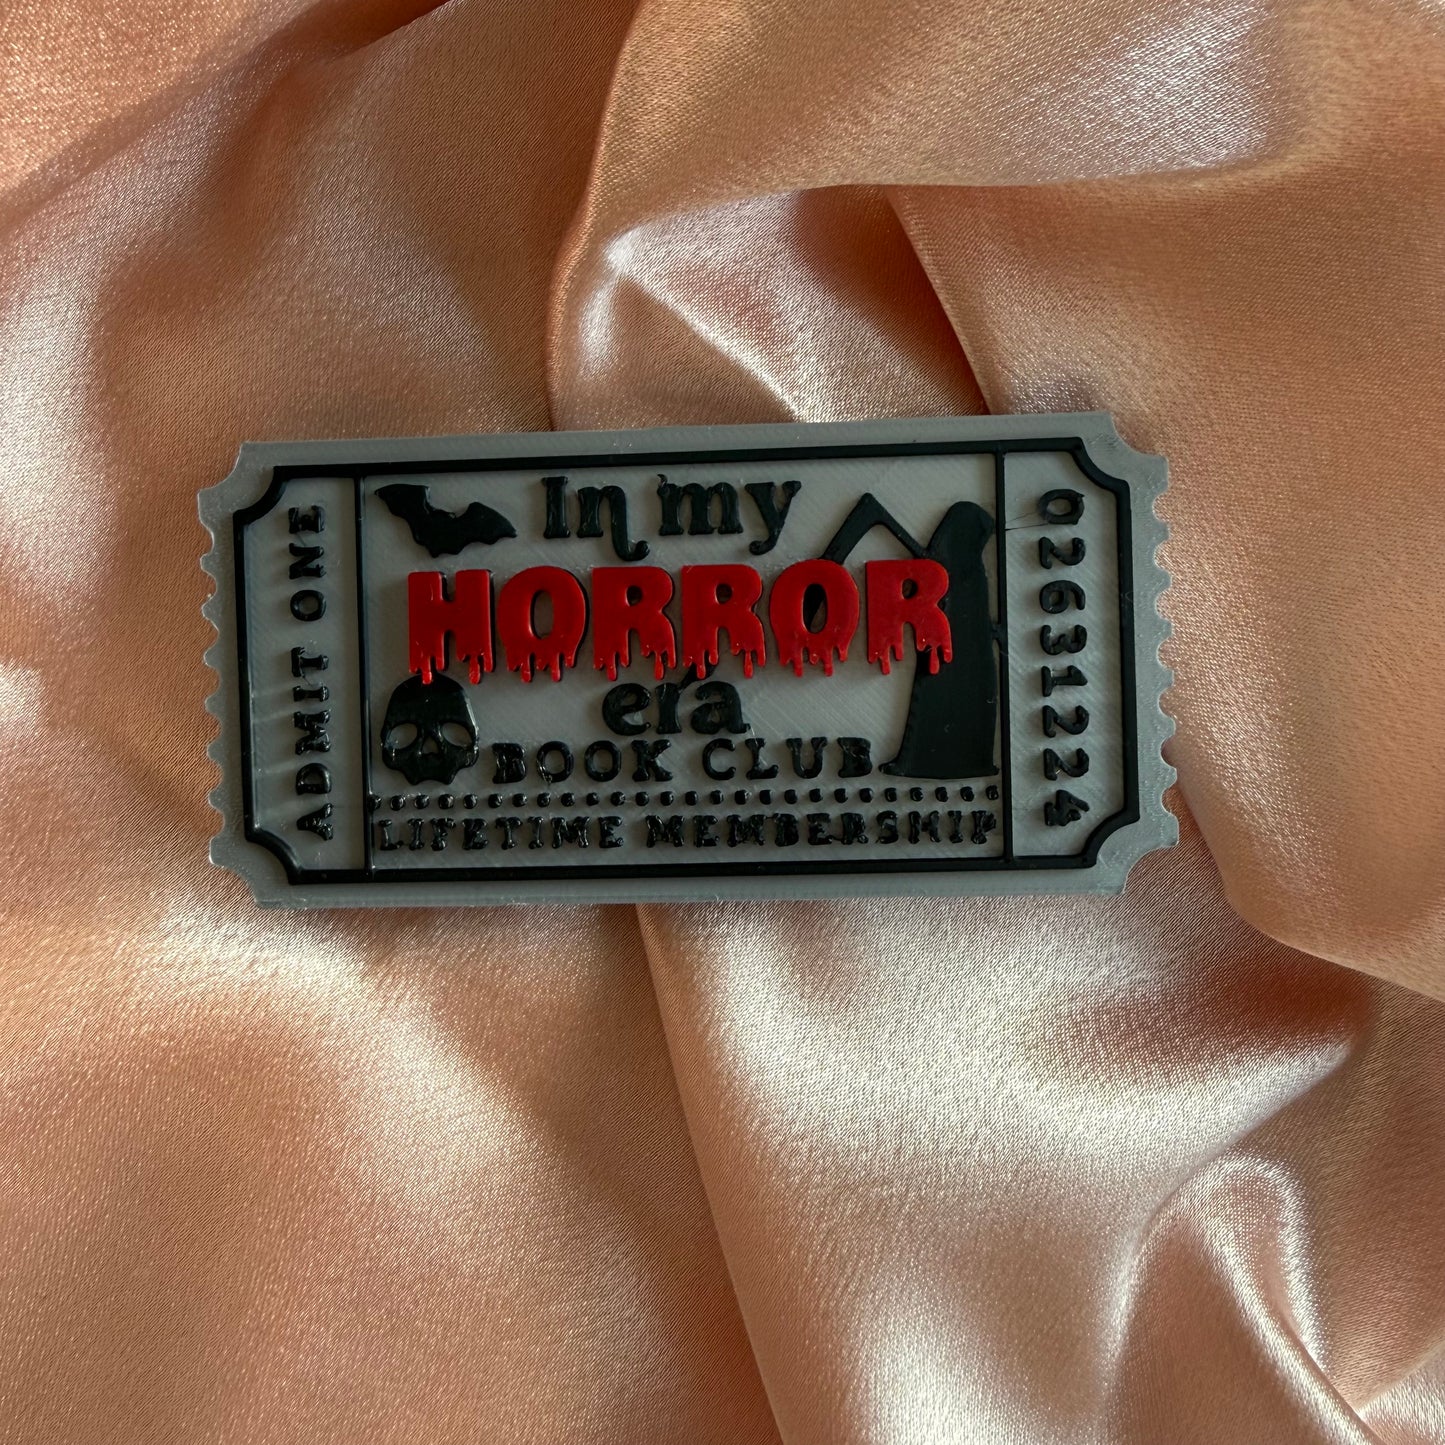 ADMIT ONE
In my
HORROR
era
BOOK CLUB
LIFETIME MEMBERSHIP
02631224